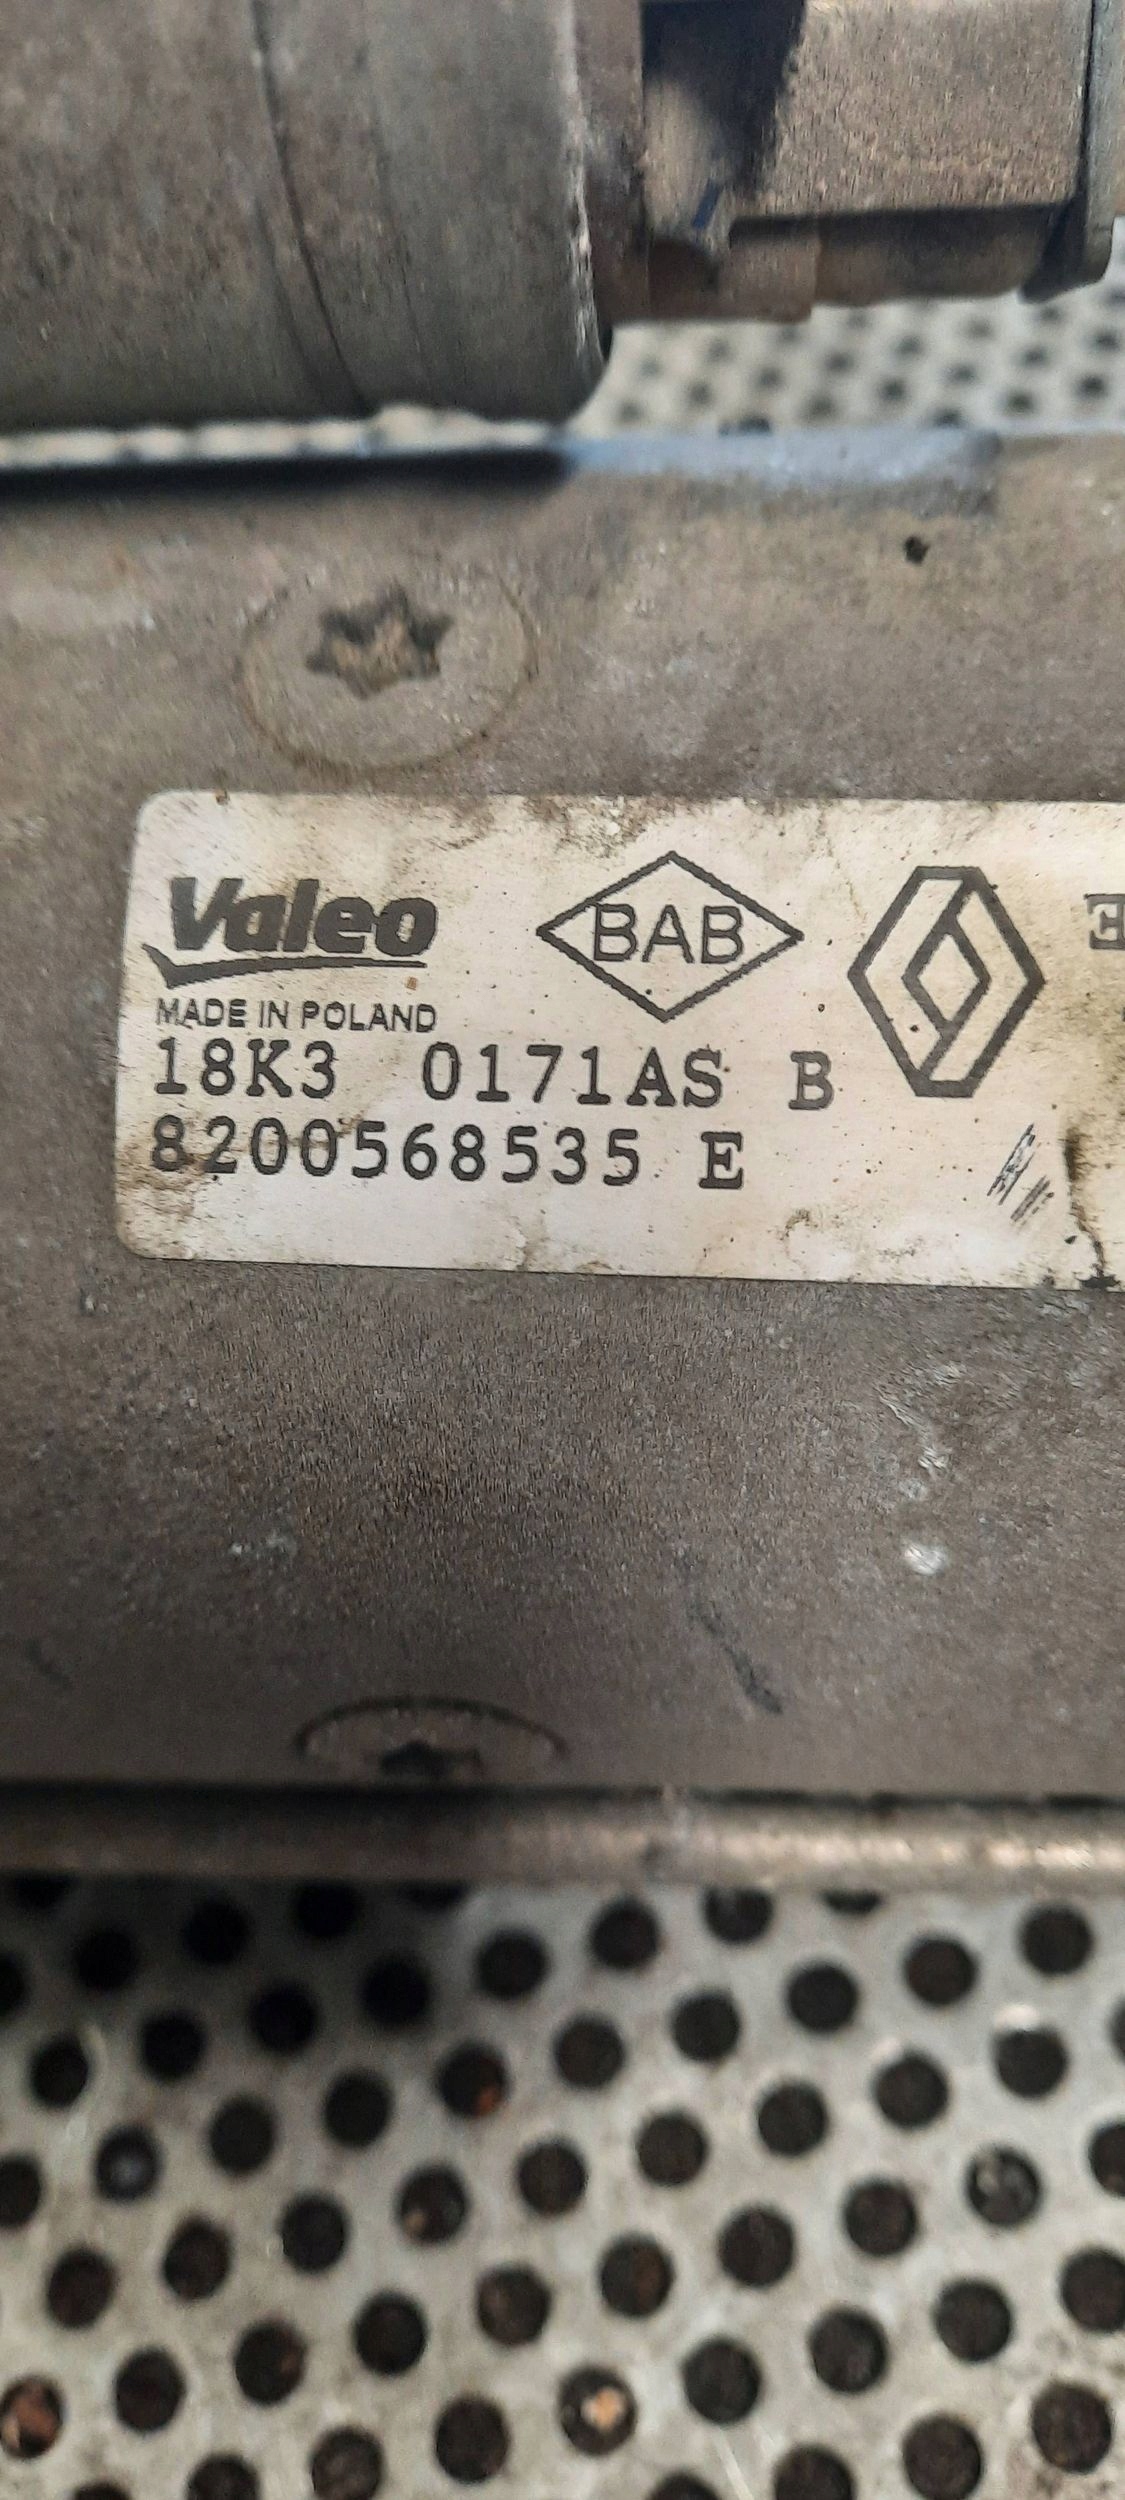 Valeo
BAB
MADE IN POLAND
18K3 0171AS B
8200568535 E